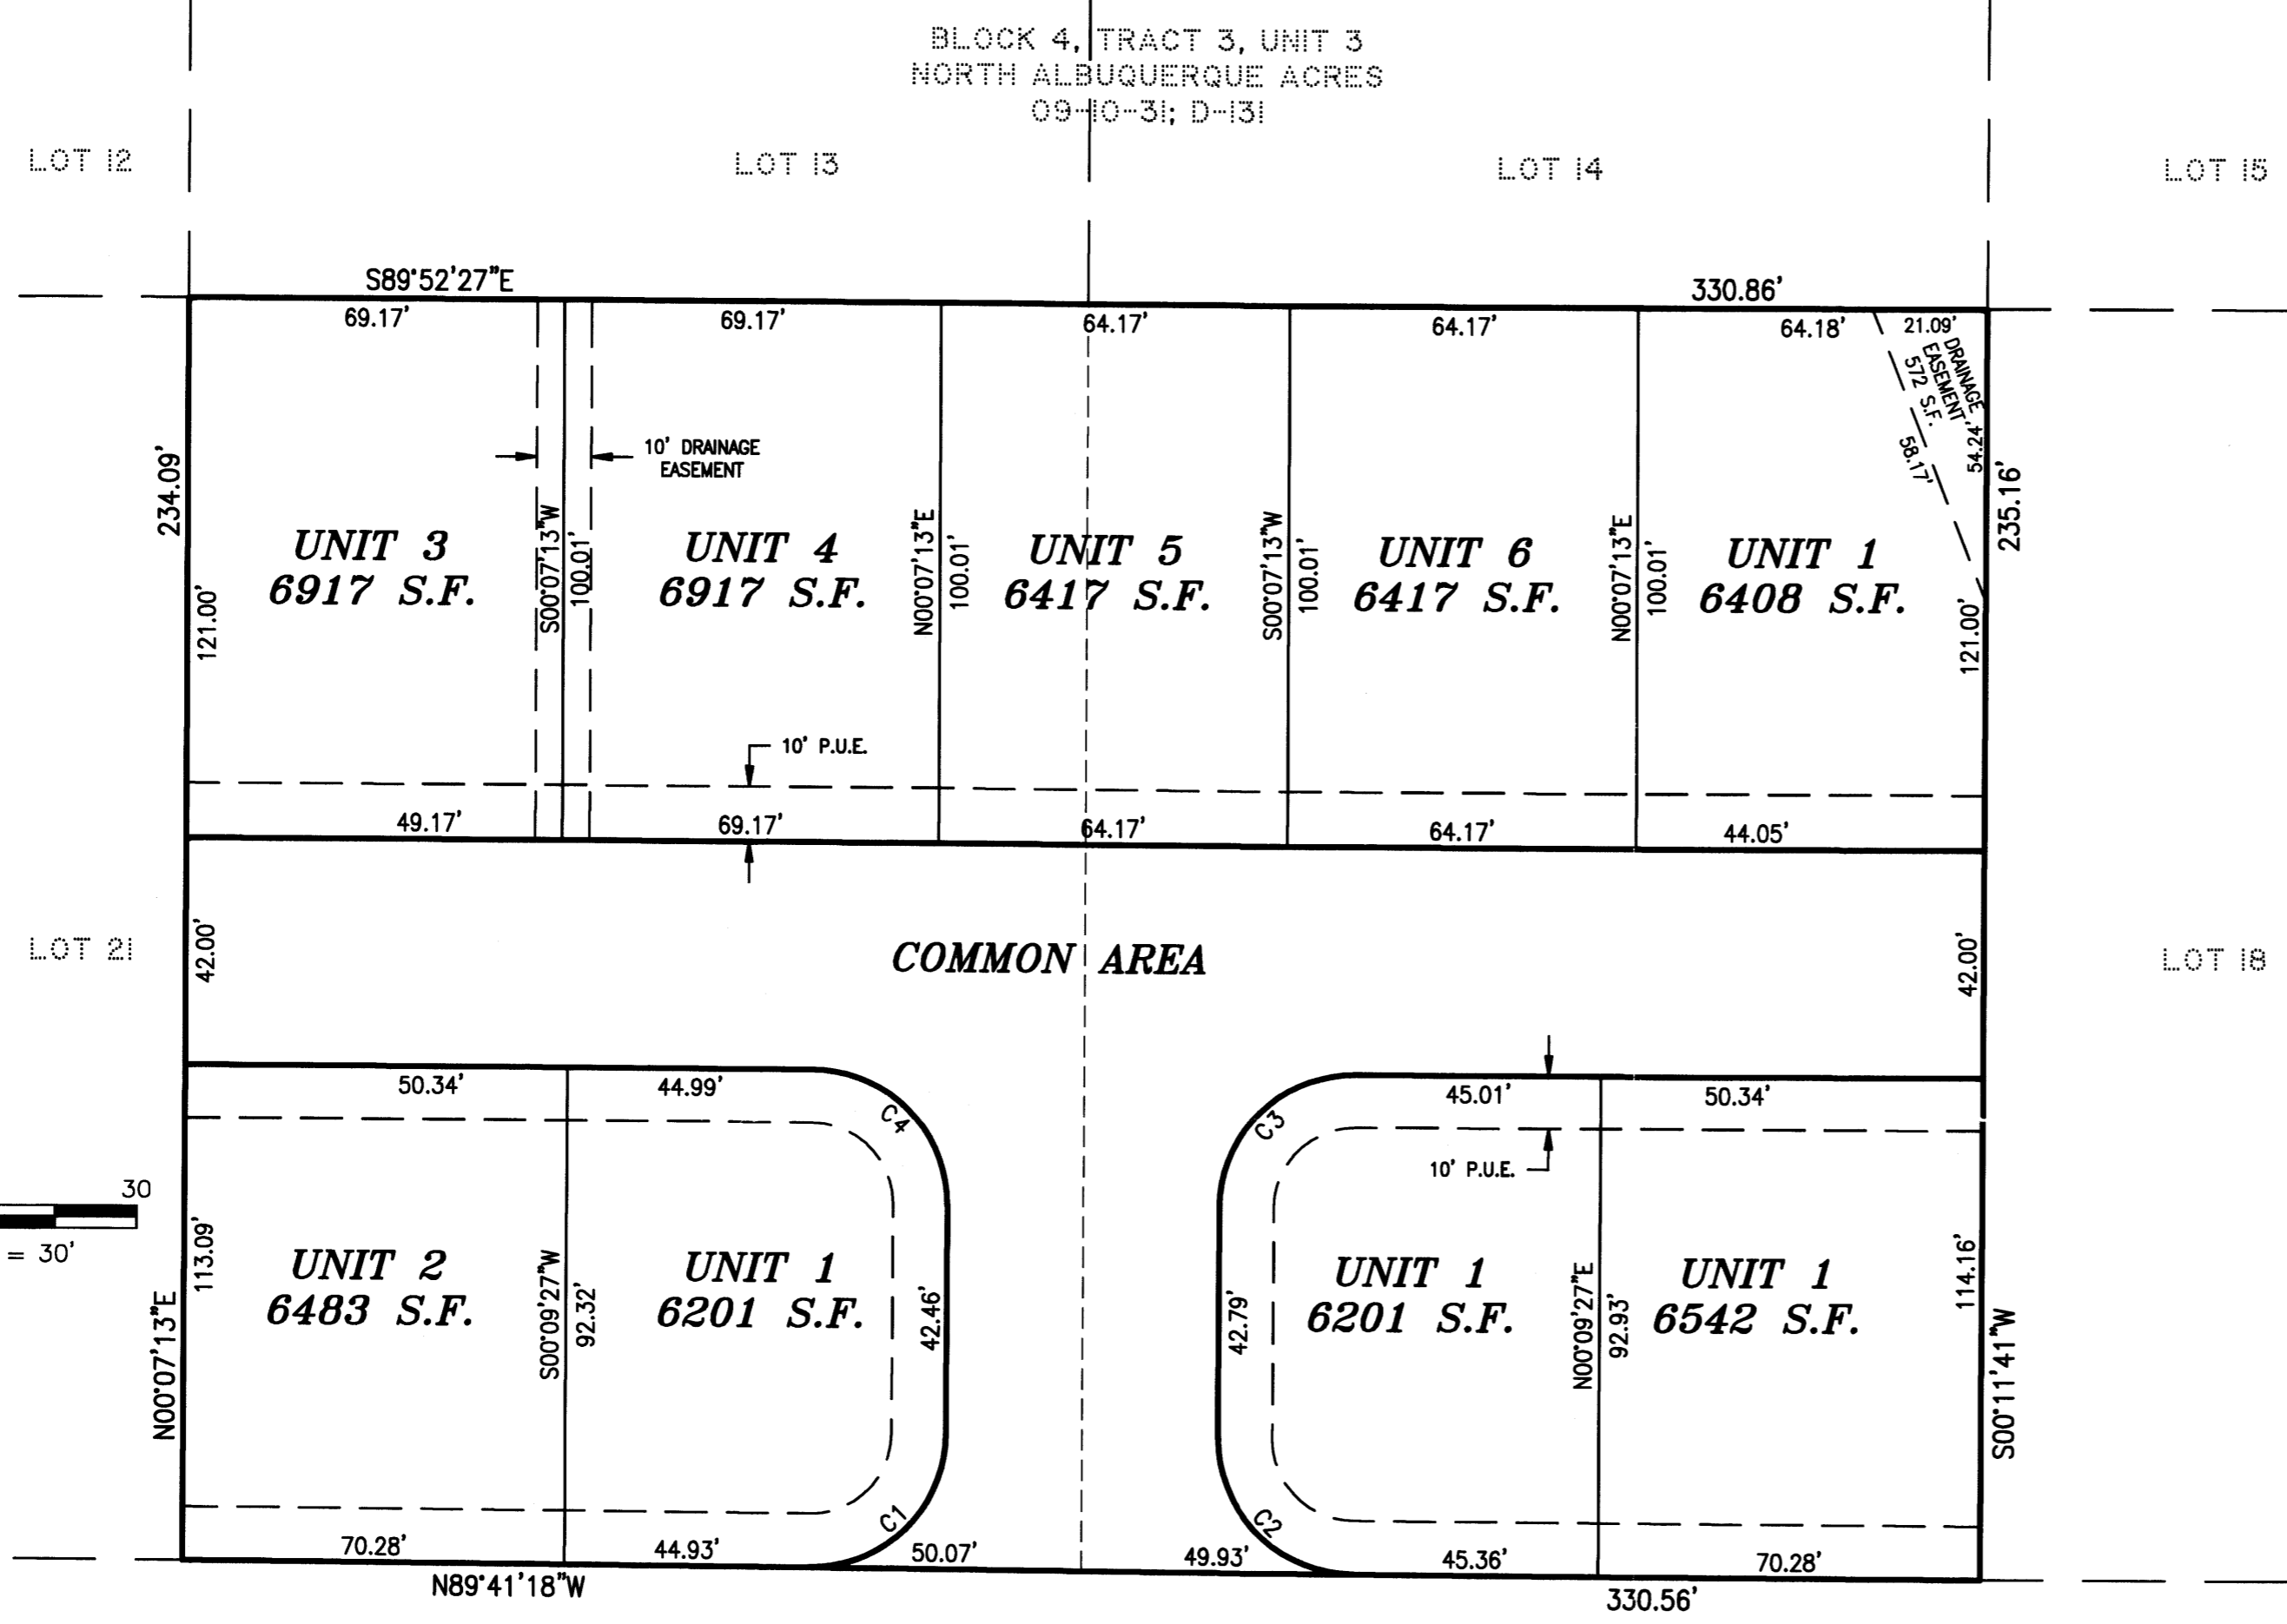 BLOCK 4, TRACT 3, UNIT 3
NORTH ALBUQUERQUE ACRES
09-10-31; D-131
LOT 12
LOT 13
LOT 14
LOT 15
S89°52'27"E
330.86'
69.17'
69.17'
64.17'
64.17'
64.18'
21.09'
DRAINAGE
EASEMENT
572 S.F.
58.17'
54.24'
234.09'
235.16'
10' DRAINAGE
EASEMENT
UNIT 3
6917 S.F.
S00°07'13"W
100.01'
UNIT 4
6917 S.F.
N00°07'13"E
100.01'
UNIT 5
6417 S.F.
S00°07'13"W
100.01'
UNIT 6
6417 S.F.
N00°07'13"E
100.01'
UNIT 1
6408 S.F.
121.00'
121.00'
10' P.U.E.
49.17'
69.17'
64.17'
64.17'
44.05'
LOT 21
42.00'
COMMON AREA
42.00'
LOT 18
50.34'
44.99'
C4
C3
45.01'
50.34'
10' P.U.E.
30
= 30'
113.09'
N00°07'13"E
UNIT 2
6483 S.F.
S00°09'27"W
92.32'
UNIT 1
6201 S.F.
42.46'
42.79'
UNIT 1
6201 S.F.
N00°09'27"E
92.93'
UNIT 1
6542 S.F.
114.16'
S00°11'41"W
C1
C2
70.28'
44.93'
50.07'
49.93'
45.36'
70.28'
N89°41'18"W
330.56'